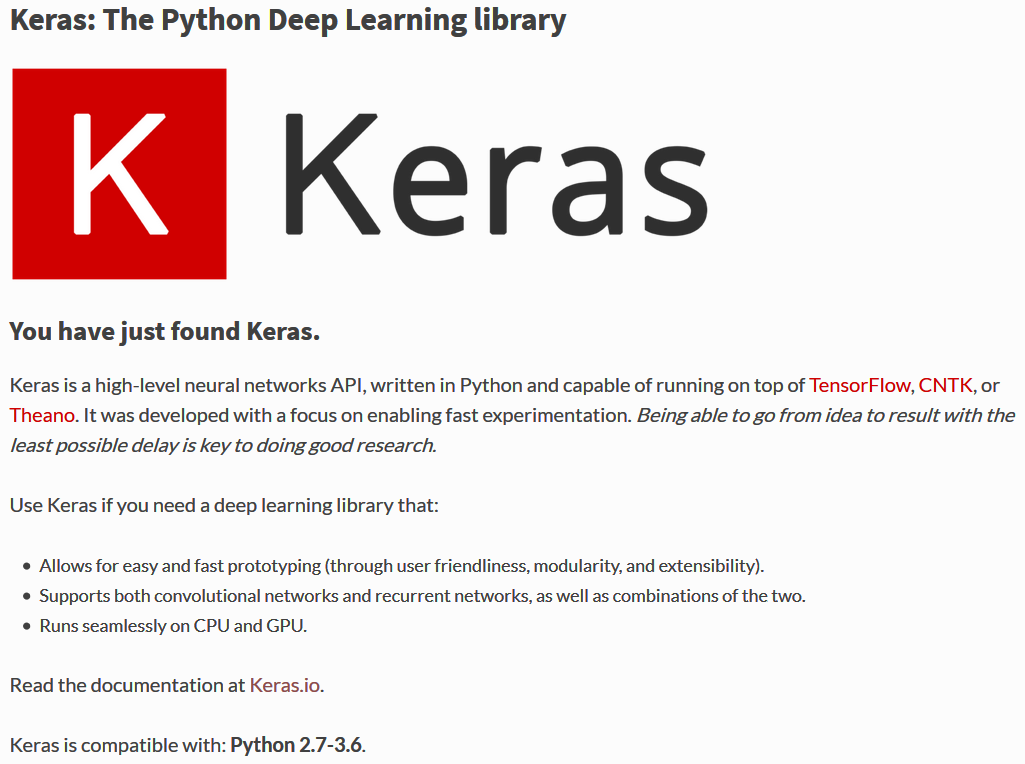 Keras: The Python Deep Learning library
K Keras
You have just found Keras.
Keras is a high-level neural networks API, written in Python and capable of running on top of TensorFlow, CNTK, or
Theano. It was developed with a focus on enabling fast experimentation. Being able to go from idea to result with the
least possible delay is key to doing good research.
Use Keras if you need a deep learning library that:
• Allows for easy and fast prototyping (through user friendliness, modularity, and extensibility).
• Supports both convolutional networks and recurrent networks, as well as combinations of the two.
• Runs seamlessly on CPU and GPU.
Read the documentation at Keras.io.
Keras is compatible with: Python 2.7-3.6.